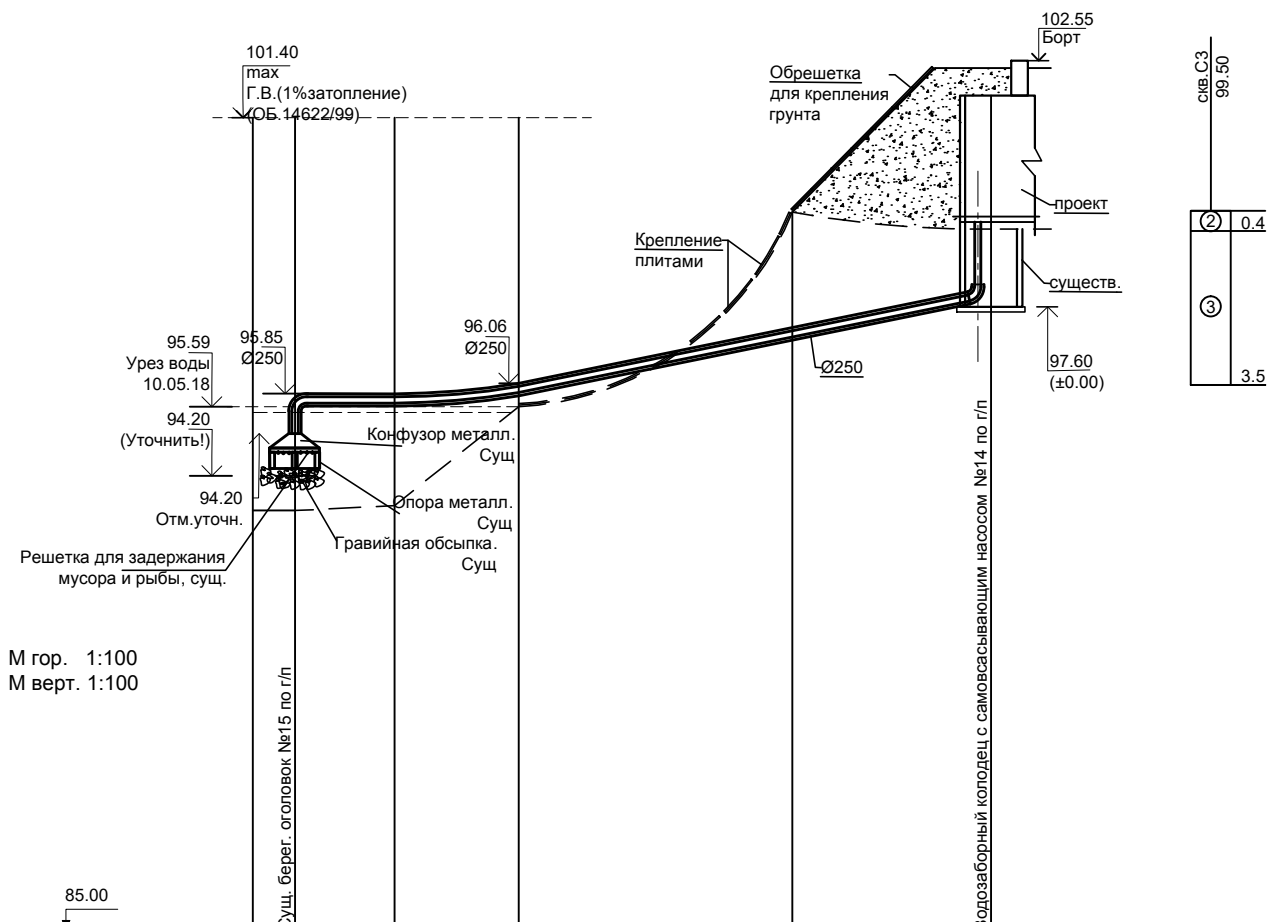 101.40
max
Г.В.(1%затопление)
(ОБ.14622/99)
102.55
Борт
Обрешетка
для крепления
грунта
скв.С3
99.50
проект
2
0.4
Крепление
плитами
существ.
3
95.59
Урез воды
10.05.18
95.85
Ø250
96.06
Ø250
Ø250
97.60
(±0.00)
3.5
94.20
(Уточнить!)
Конфузор металл.
Сущ
94.20
Отм.уточн.
Опора металл.
Сущ
Гравийная обсыпка.
Сущ
Решетка для задержания
мусора и рыбы, сущ.
М гор. 1:100
М верт. 1:100
Сущ. берег. оголовок №15 по г/п
Водозаборный колодец с самовсасывающим насосом №14 по г/п
85.00